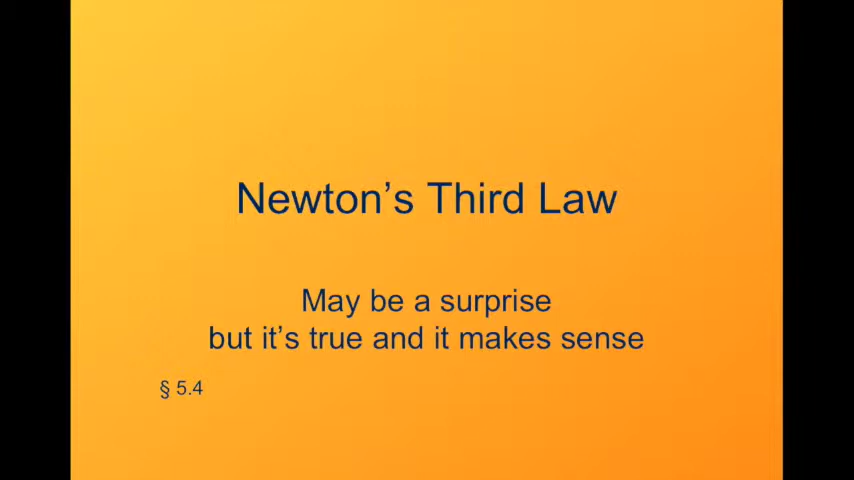 Newton’s Third Law
May be a surprise
but it’s true and it makes sense
§ 5.4